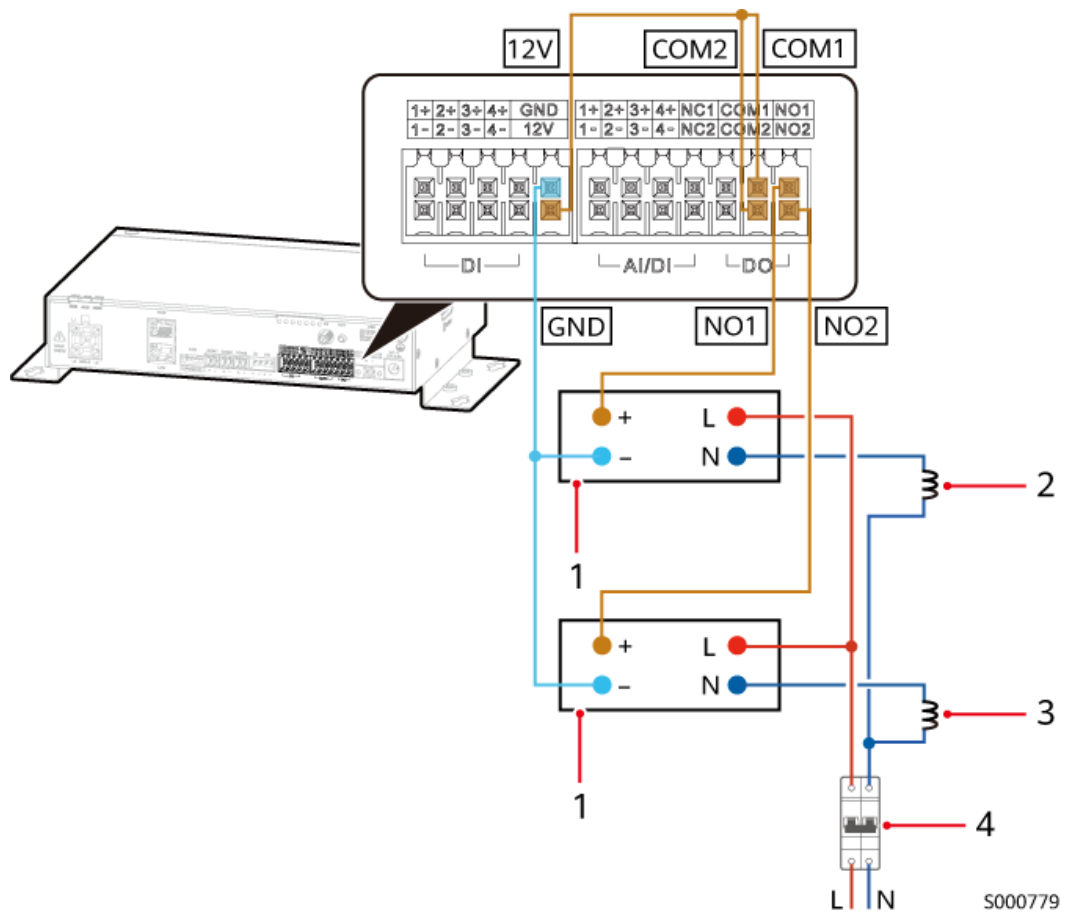 12V
COM2
COM1
1+ 2+ 3+ 4+ GND
1- 2- 3- 4- 12V
1+ 2+ 3+ 4+ NC1 COM1 NO1
1- 2- 3- 4- NC2 COM2 NO2
DI
AI/DI
DO
GND
NO1
NO2
+ L
– N
1
2
+ L
– N
1
3
4
L N
S000779